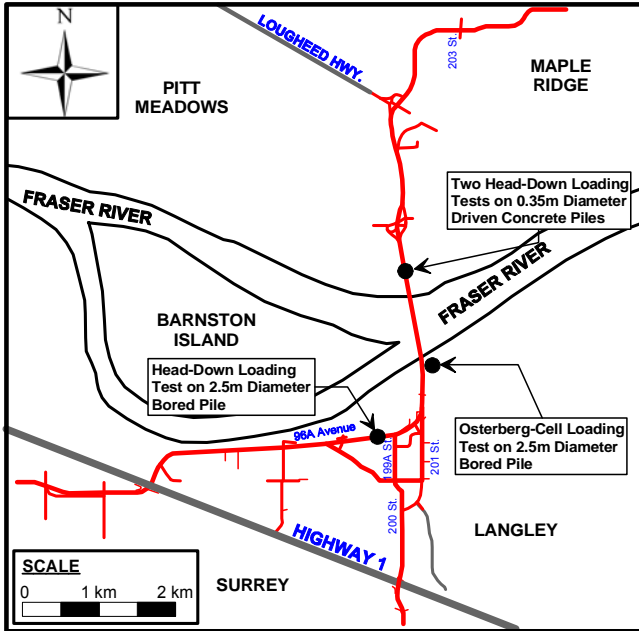 N
LOUGHEED HWY.
203 St.
MAPLE
RIDGE
PITT
MEADOWS
Two Head-Down Loading
Tests on 0.35m Diameter
Driven Concrete Piles
FRASER RIVER
FRASER RIVER
BARNSTON
ISLAND
Head-Down Loading
Test on 2.5m Diameter
Bored Pile
96A Avenue
199A St.
201 St.
Osterberg-Cell Loading
Test on 2.5m Diameter
Bored Pile
200 St.
HIGHWAY 1
LANGLEY
SURREY
SCALE
0 1 km 2 km